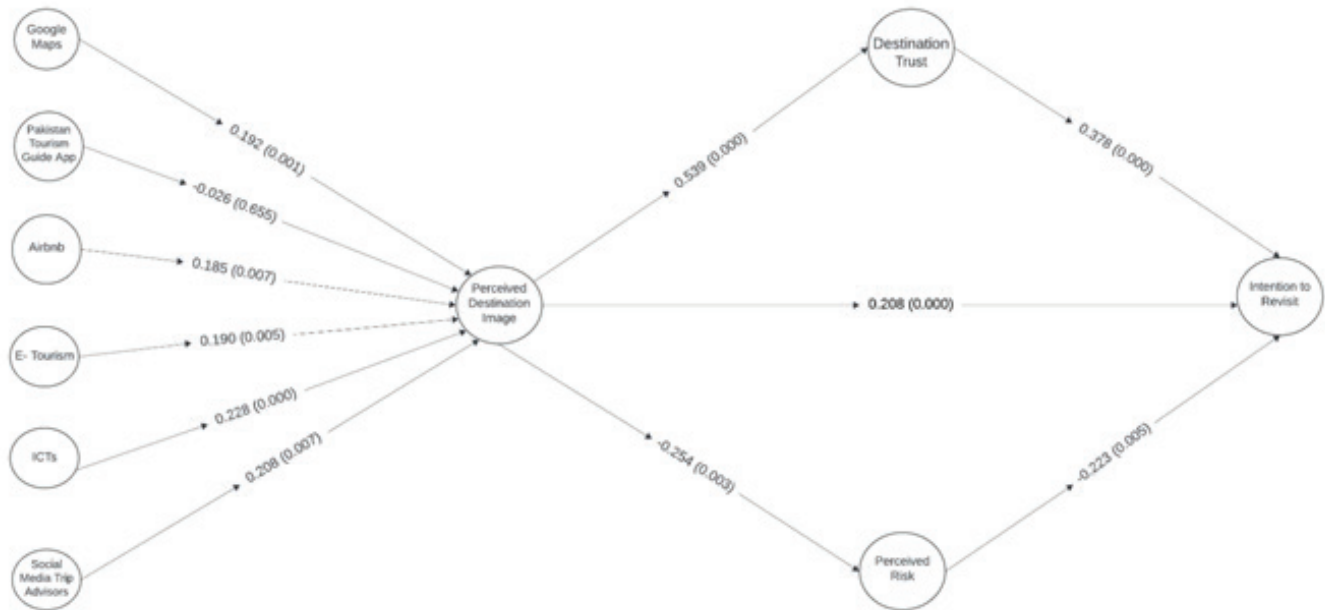 Google
Maps
Destination
Trust
Pakistan
Tourism
Guide App
0.192 (0.001)
0.378 (0.000)
-0.026 (0.655)
0.539 (0.000)
Airbnb
0.185 (0.007)
Perceived
Destination
Image
0.208 (0.000)
Intention to
Revisit
E- Tourism
0.190 (0.005)
0.228 (0.000)
ICTs
0.208 (0.007)
-0.254 (0.003)
-0.223 (0.005)
Social
Media Trip
Advisors
Perceived
Risk